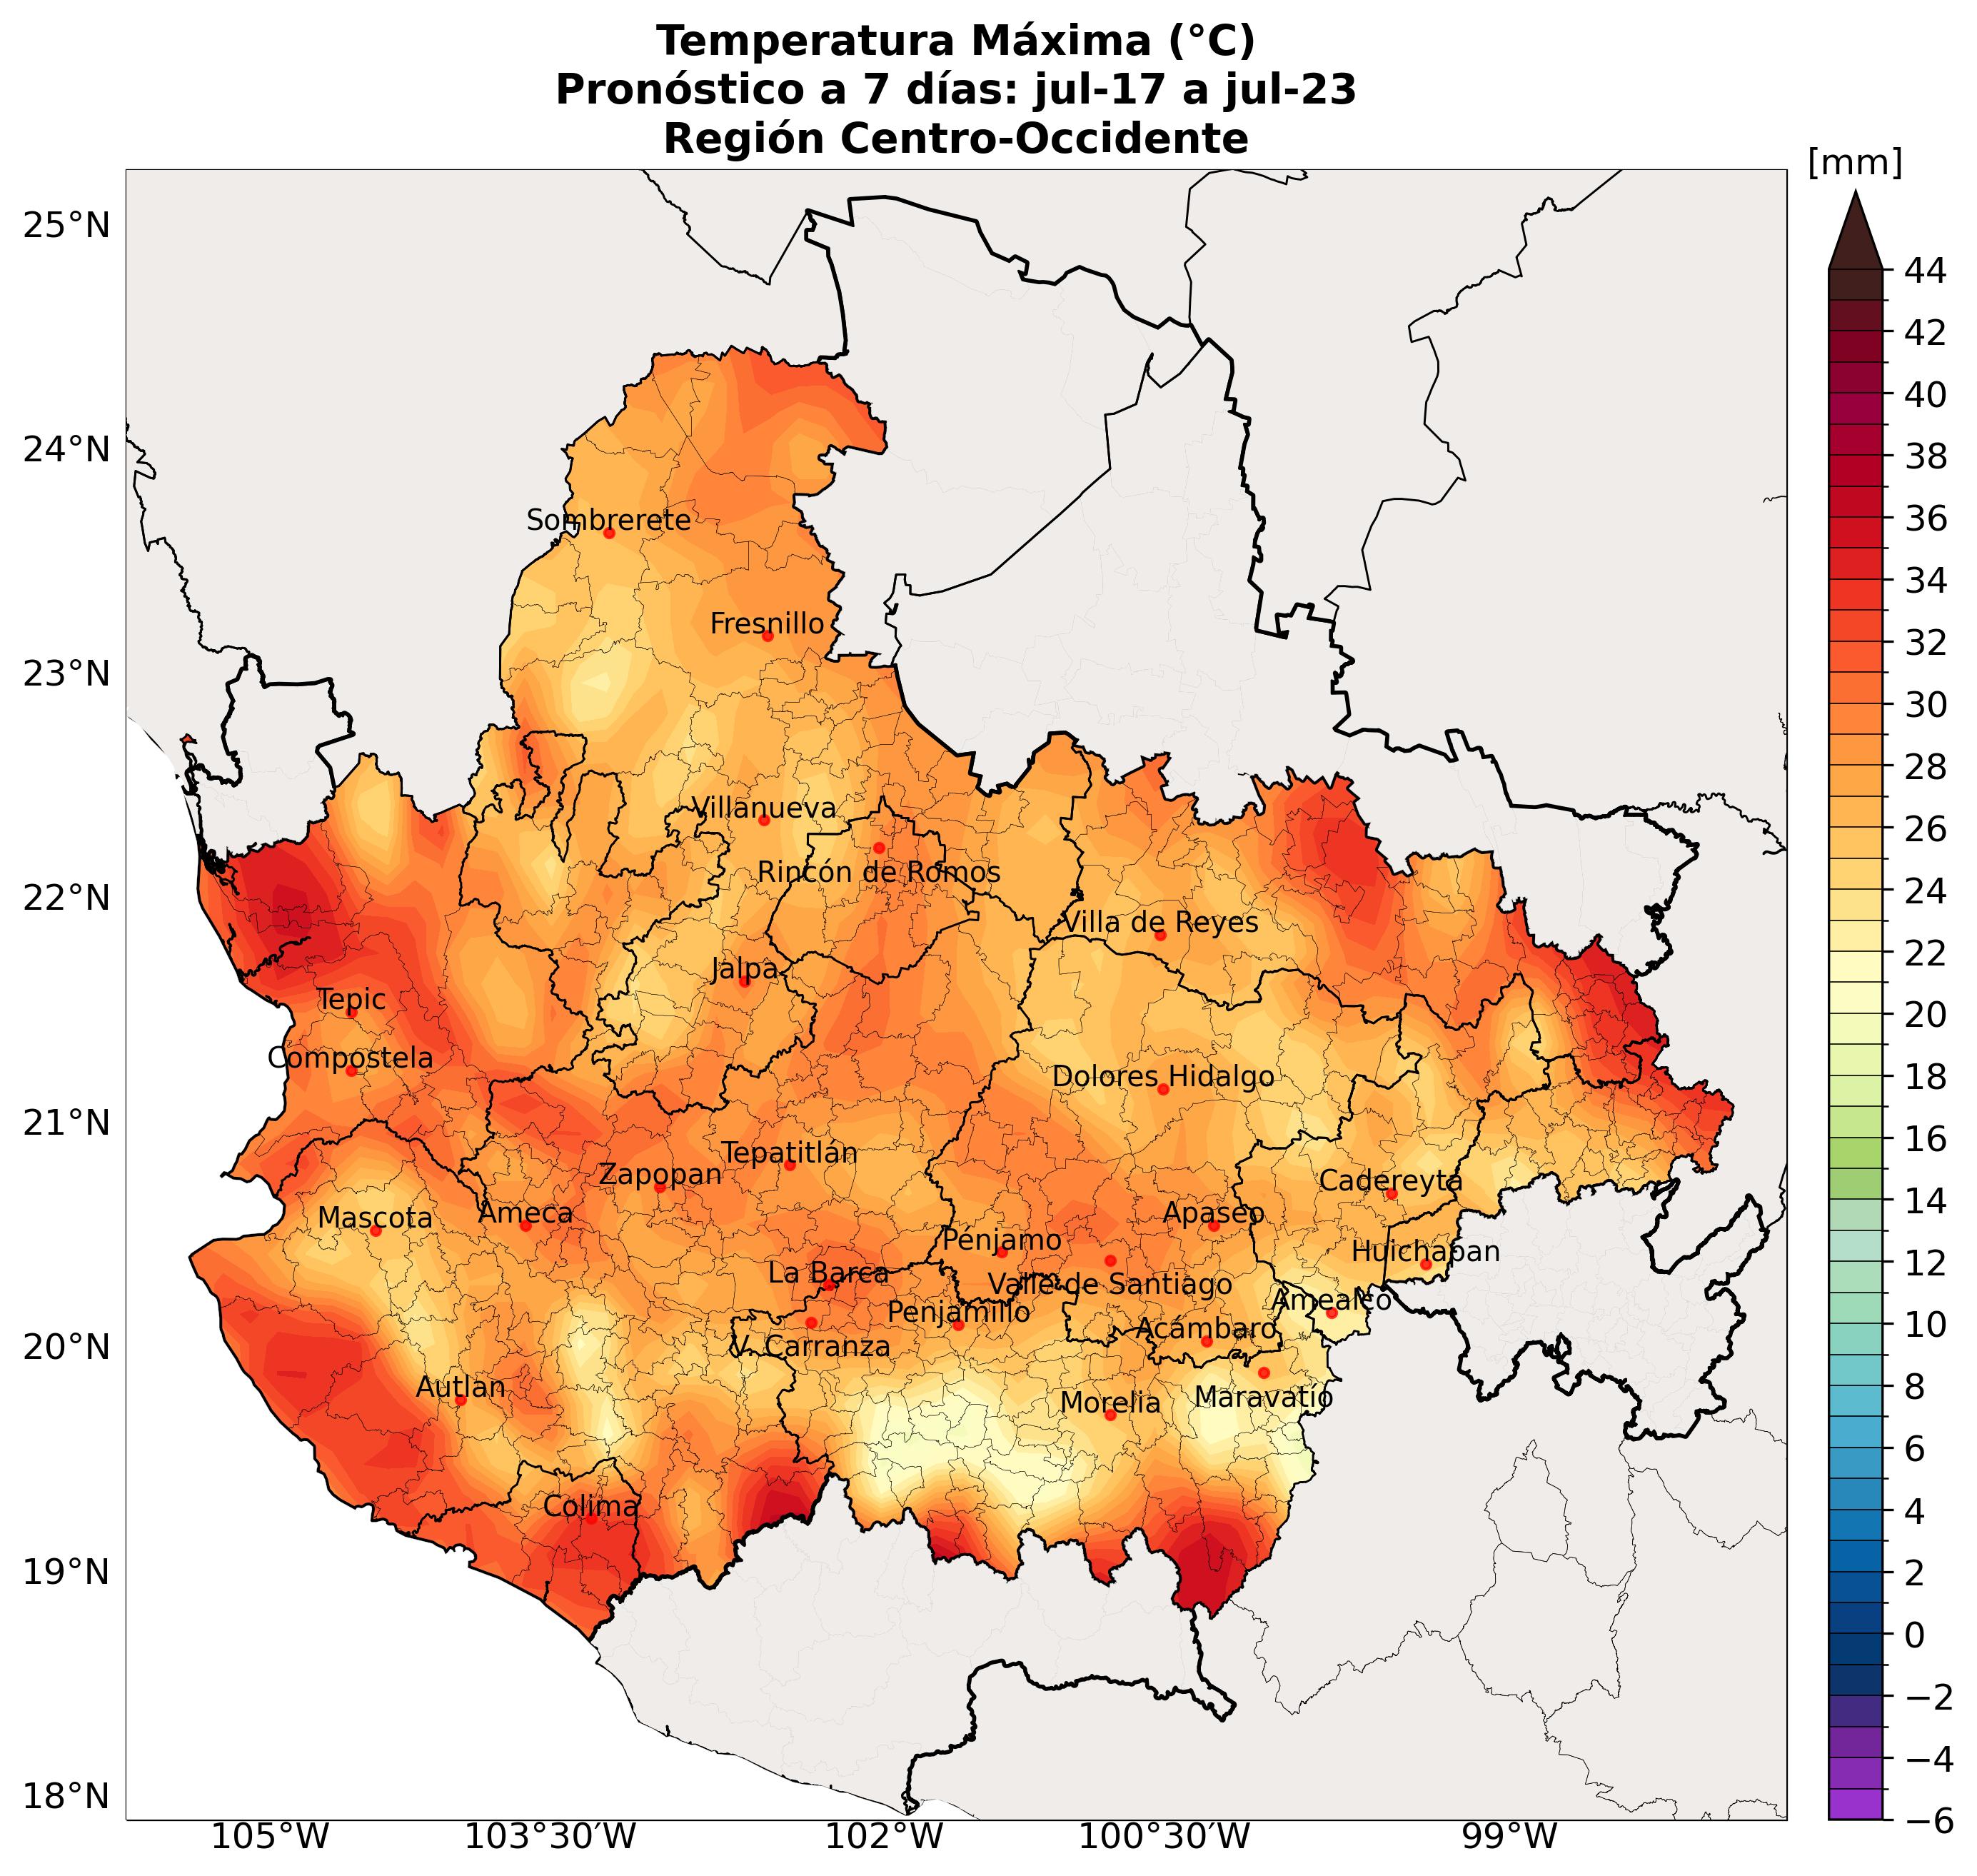 Temperatura Máxima (°C)
Pronóstico a 7 días: jul-17 a jul-23
Región Centro-Occidente
[mm]
25°N
24°N
23°N
22°N
21°N
20°N
19°N
18°N
Sombrerete
Fresnillo
Villanueva
Rincón de Romos
Villa de Reyes
Jalpa
Tepic
Compostela
Dolores Hidalgo
Tepatitlán
Zapopan
Cadereyta
Mascota
Ameca
Apaseo
Pénjamo
Huichapan
La Barca
Valle de Santiago
Amealco
Penjamillo
Acámbaro
V. Carranza
Autlan
Morelia
Maravatío
Colima
105°W
103°30′W
102°W
100°30′W
99°W
44
42
40
38
36
34
32
30
28
26
24
22
20
18
16
14
12
10
8
6
4
2
0
−2
−4
−6